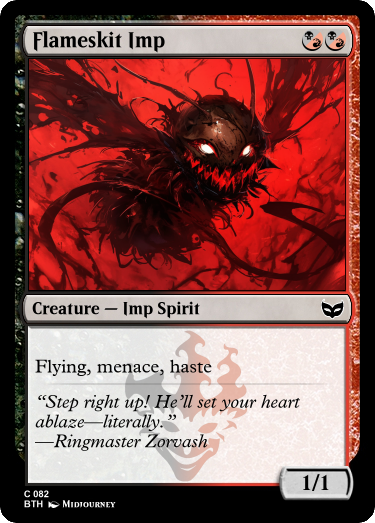 Flameskit Imp
Creature — Imp Spirit
Flying, menace, haste
“Step right up! He’ll set your heart
ablaze—literally.”
—Ringmaster Zorvash
1/1
C 082
BTH Midjourney